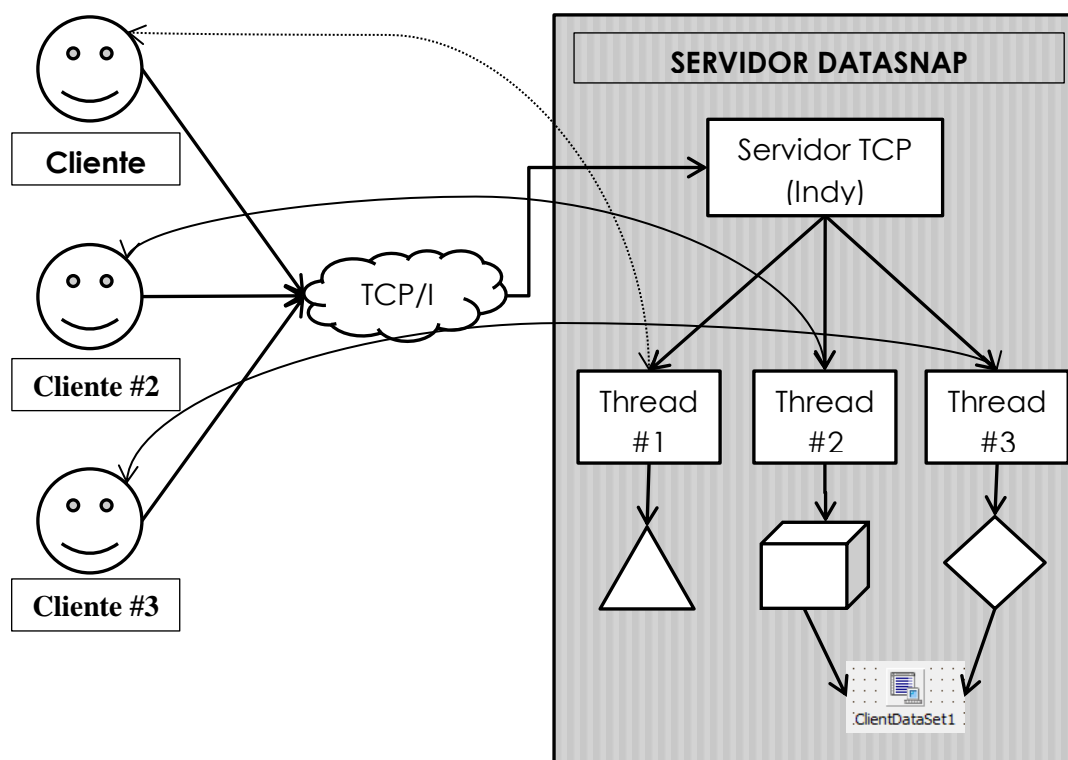 SERVIDOR DATASNAP
Cliente
Servidor TCP
(Indy)
TCP/I
Cliente #2
Thread
#1
Thread
#2
Thread
#3
Cliente #3
ClientDataSet1